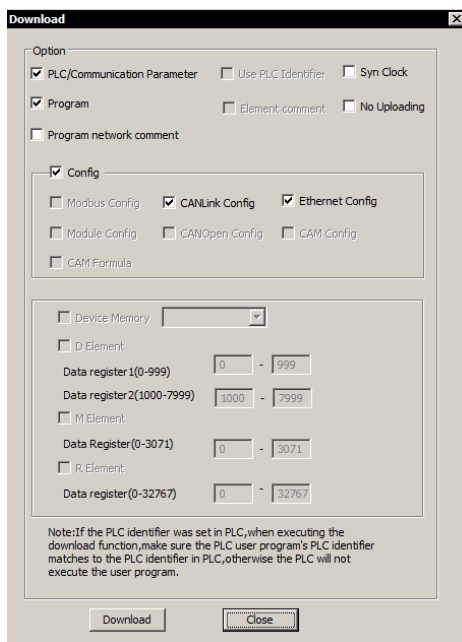 Download
Option
PLC/Communication Parameter
Use PLC Identifier
Syn Clock
Program
Element comment
No Uploading
Program network comment
Config
Modbus Config
CANLink Config
Ethernet Config
Module Config
CANOpen Config
CAM Config
CAM Formula
Device Memory
D Element
Data register1(0-999)
0 - 999
Data register2(1000-7999)
1000 - 7999
M Element
Data Register(0-3071)
0 - 3071
R Element
Data register(0-32767)
0 - 32767
Note:If the PLC identifier was set in PLC,when executing the
download function,make sure the PLC user program's PLC identifier
matches to the PLC identifier in PLC,otherwise the PLC will not
execute the user program.
Download
Close